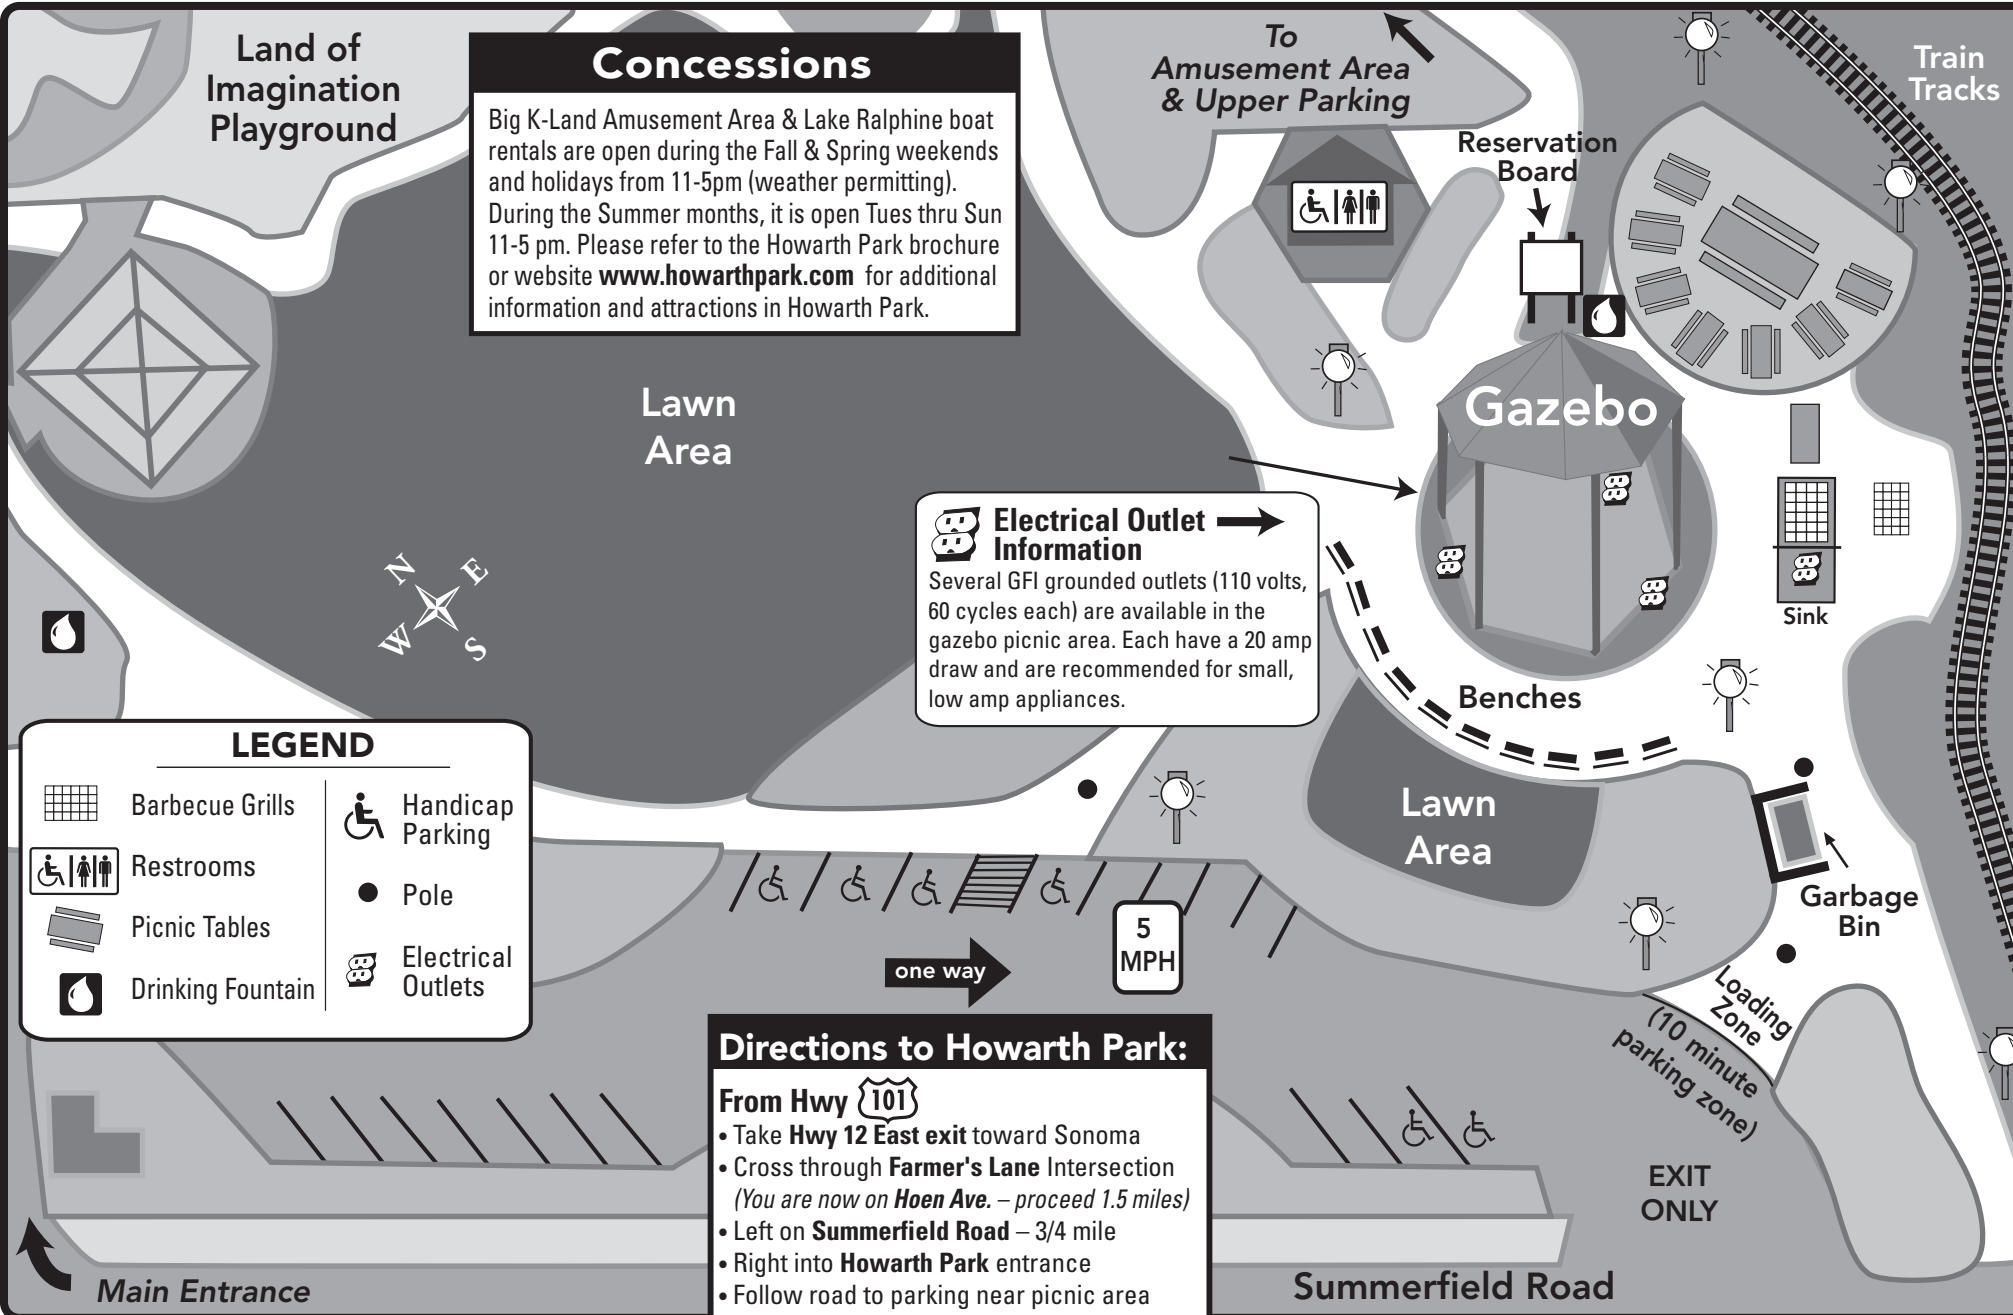 Land of
Imagination
Playground
Concessions
Big K-Land Amusement Area & Lake Ralphine boat
rentals are open during the Fall & Spring weekends
and holidays from 11-5pm (weather permitting).
During the Summer months, it is open Tues thru Sun
11-5 pm. Please refer to the Howarth Park brochure
or website www.howarthpark.com for additional
information and attractions in Howarth Park.
To
Amusement Area
& Upper Parking
Train
Tracks
Reservation
Board
Lawn
Area
Gazebo
Electrical Outlet
Information
Several GFI grounded outlets (110 volts,
60 cycles each) are available in the
gazebo picnic area. Each have a 20 amp
draw and are recommended for small,
low amp appliances.
N
E
W
S
Sink
Benches
LEGEND
Barbecue Grills
Restrooms
Picnic Tables
Drinking Fountain
Handicap
Parking
Pole
Electrical
Outlets
Lawn
Area
Garbage
Bin
5
MPH
one way
Loading
Zone
(10 minute
parking zone)
Directions to Howarth Park:
From Hwy 101
• Take Hwy 12 East exit toward Sonoma
• Cross through Farmer's Lane Intersection
(You are now on Hoen Ave. – proceed 1.5 miles)
• Left on Summerfield Road – 3/4 mile
• Right into Howarth Park entrance
• Follow road to parking near picnic area
EXIT
ONLY
Main Entrance
Summerfield Road